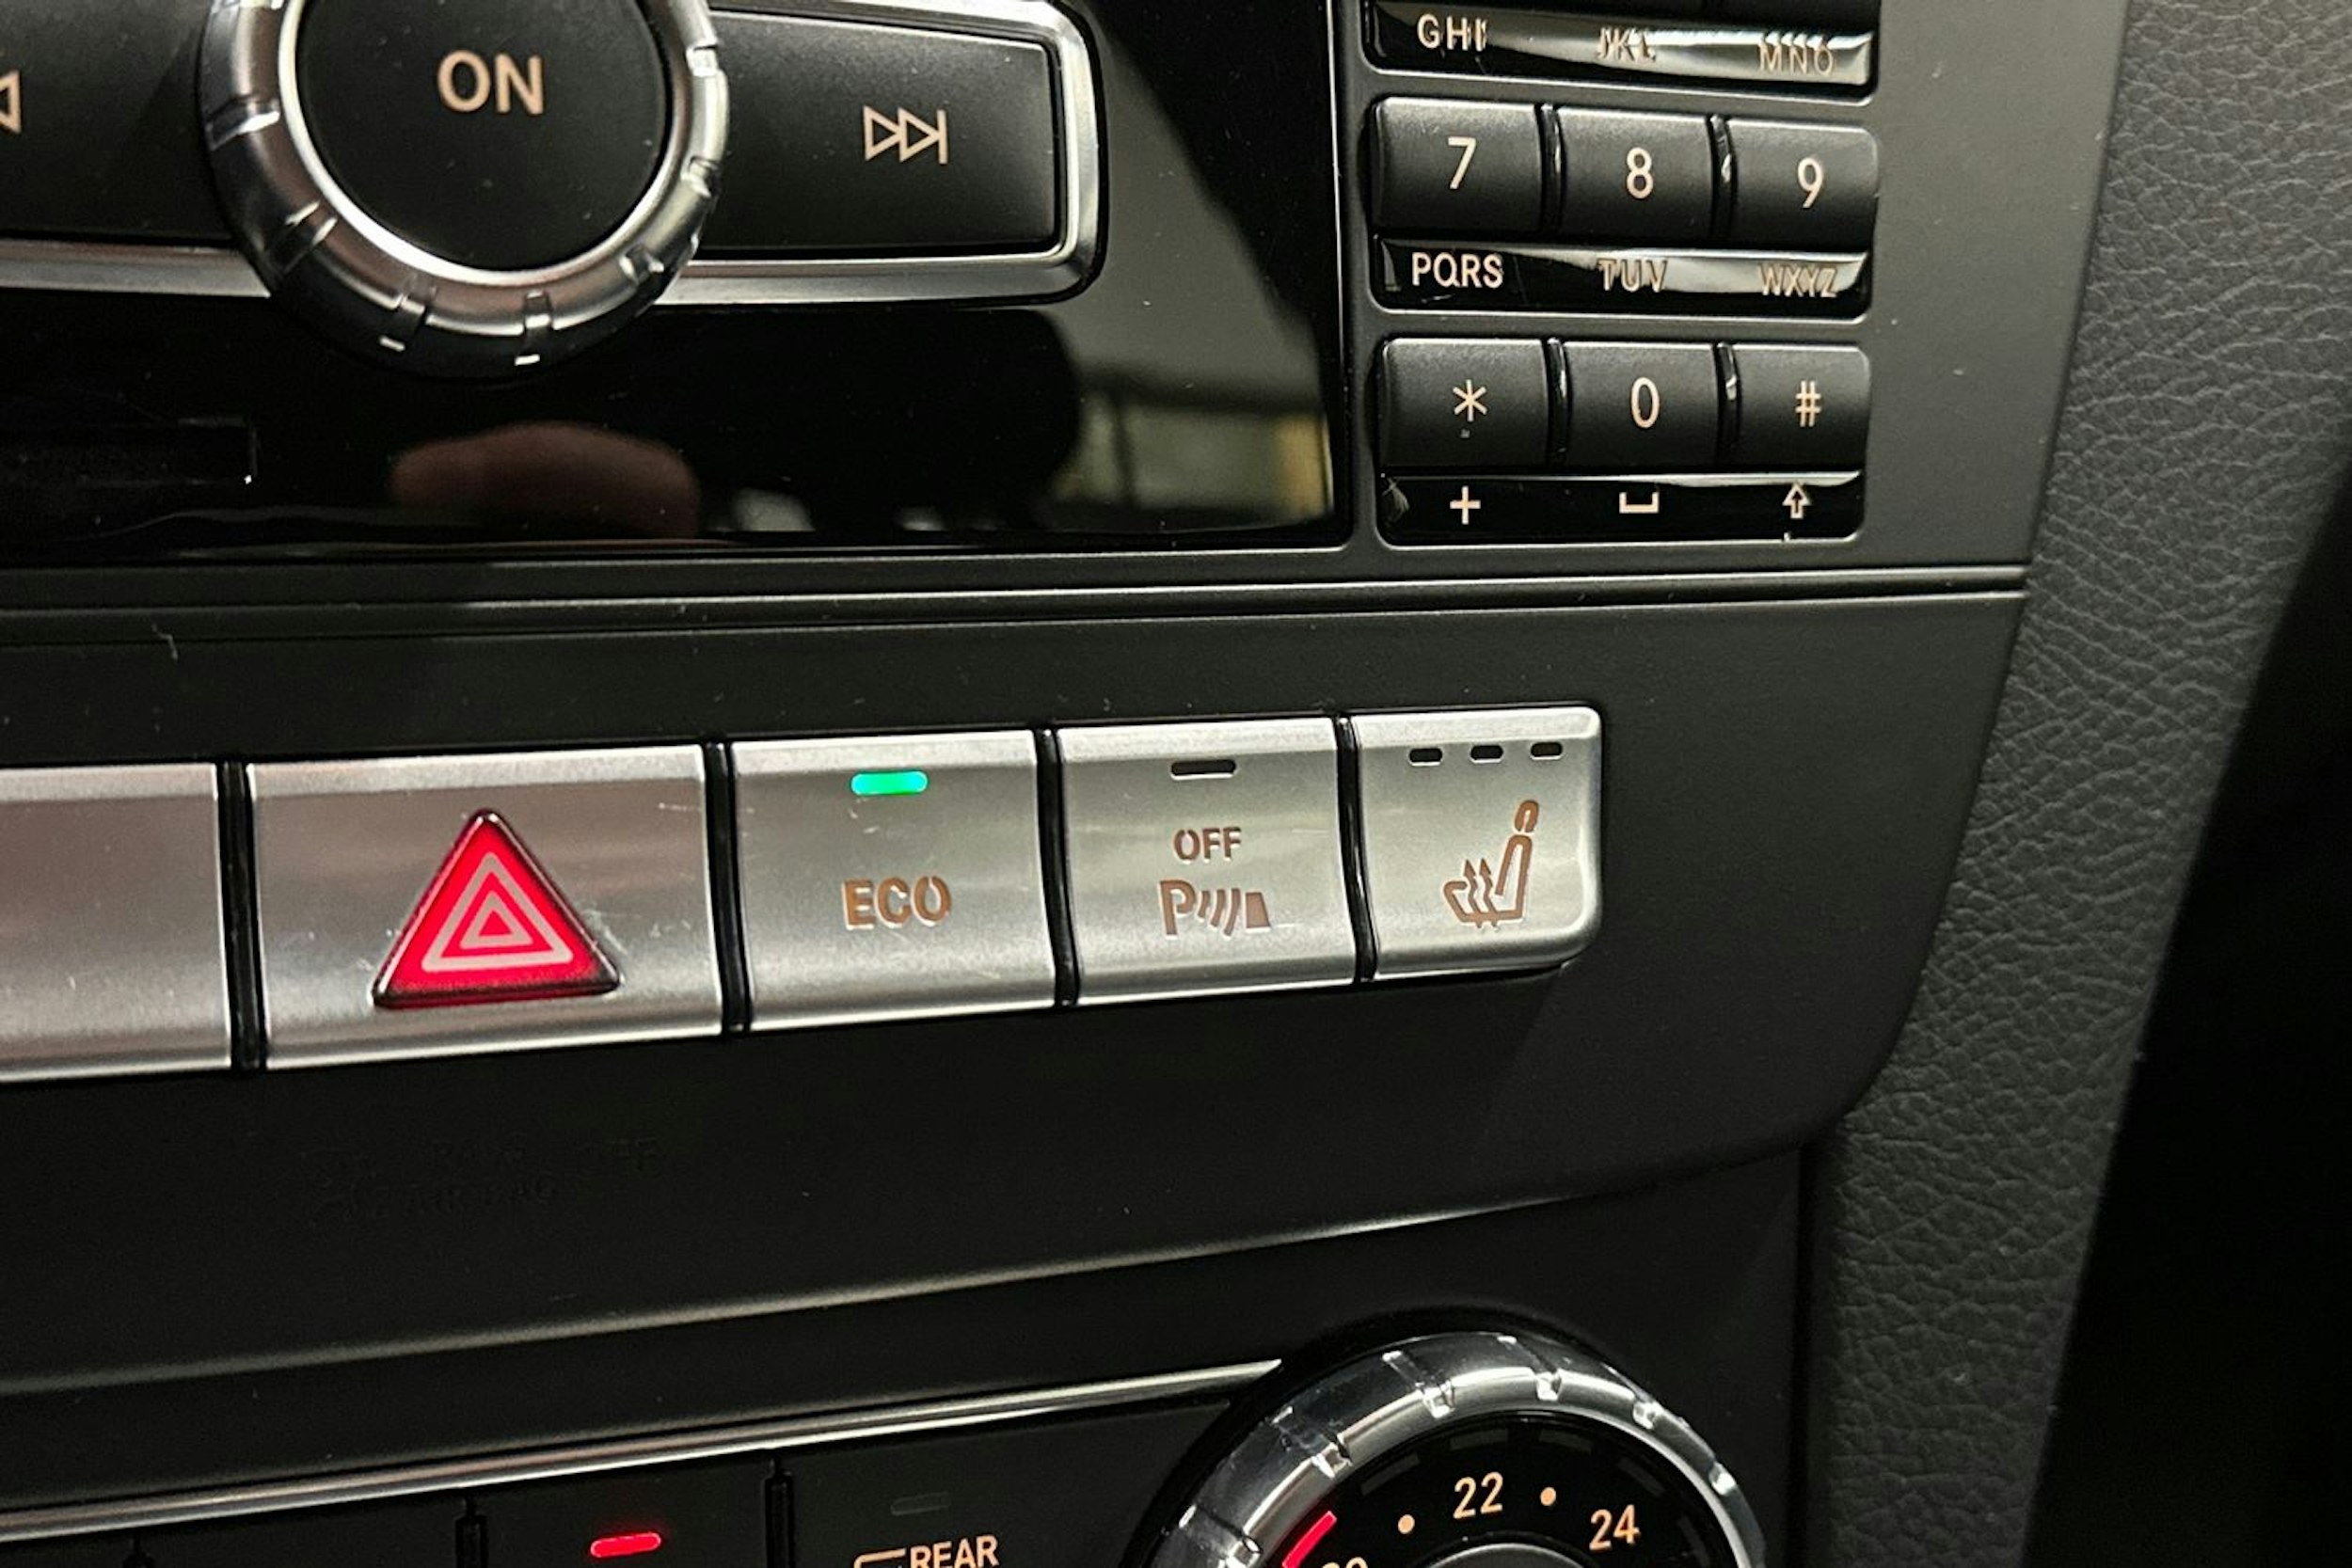 ON
GHI JKL MNO
7 8 9
PQRS TUV WXYZ
* 0 #
+
ECO
OFF
P
REAR
22
24